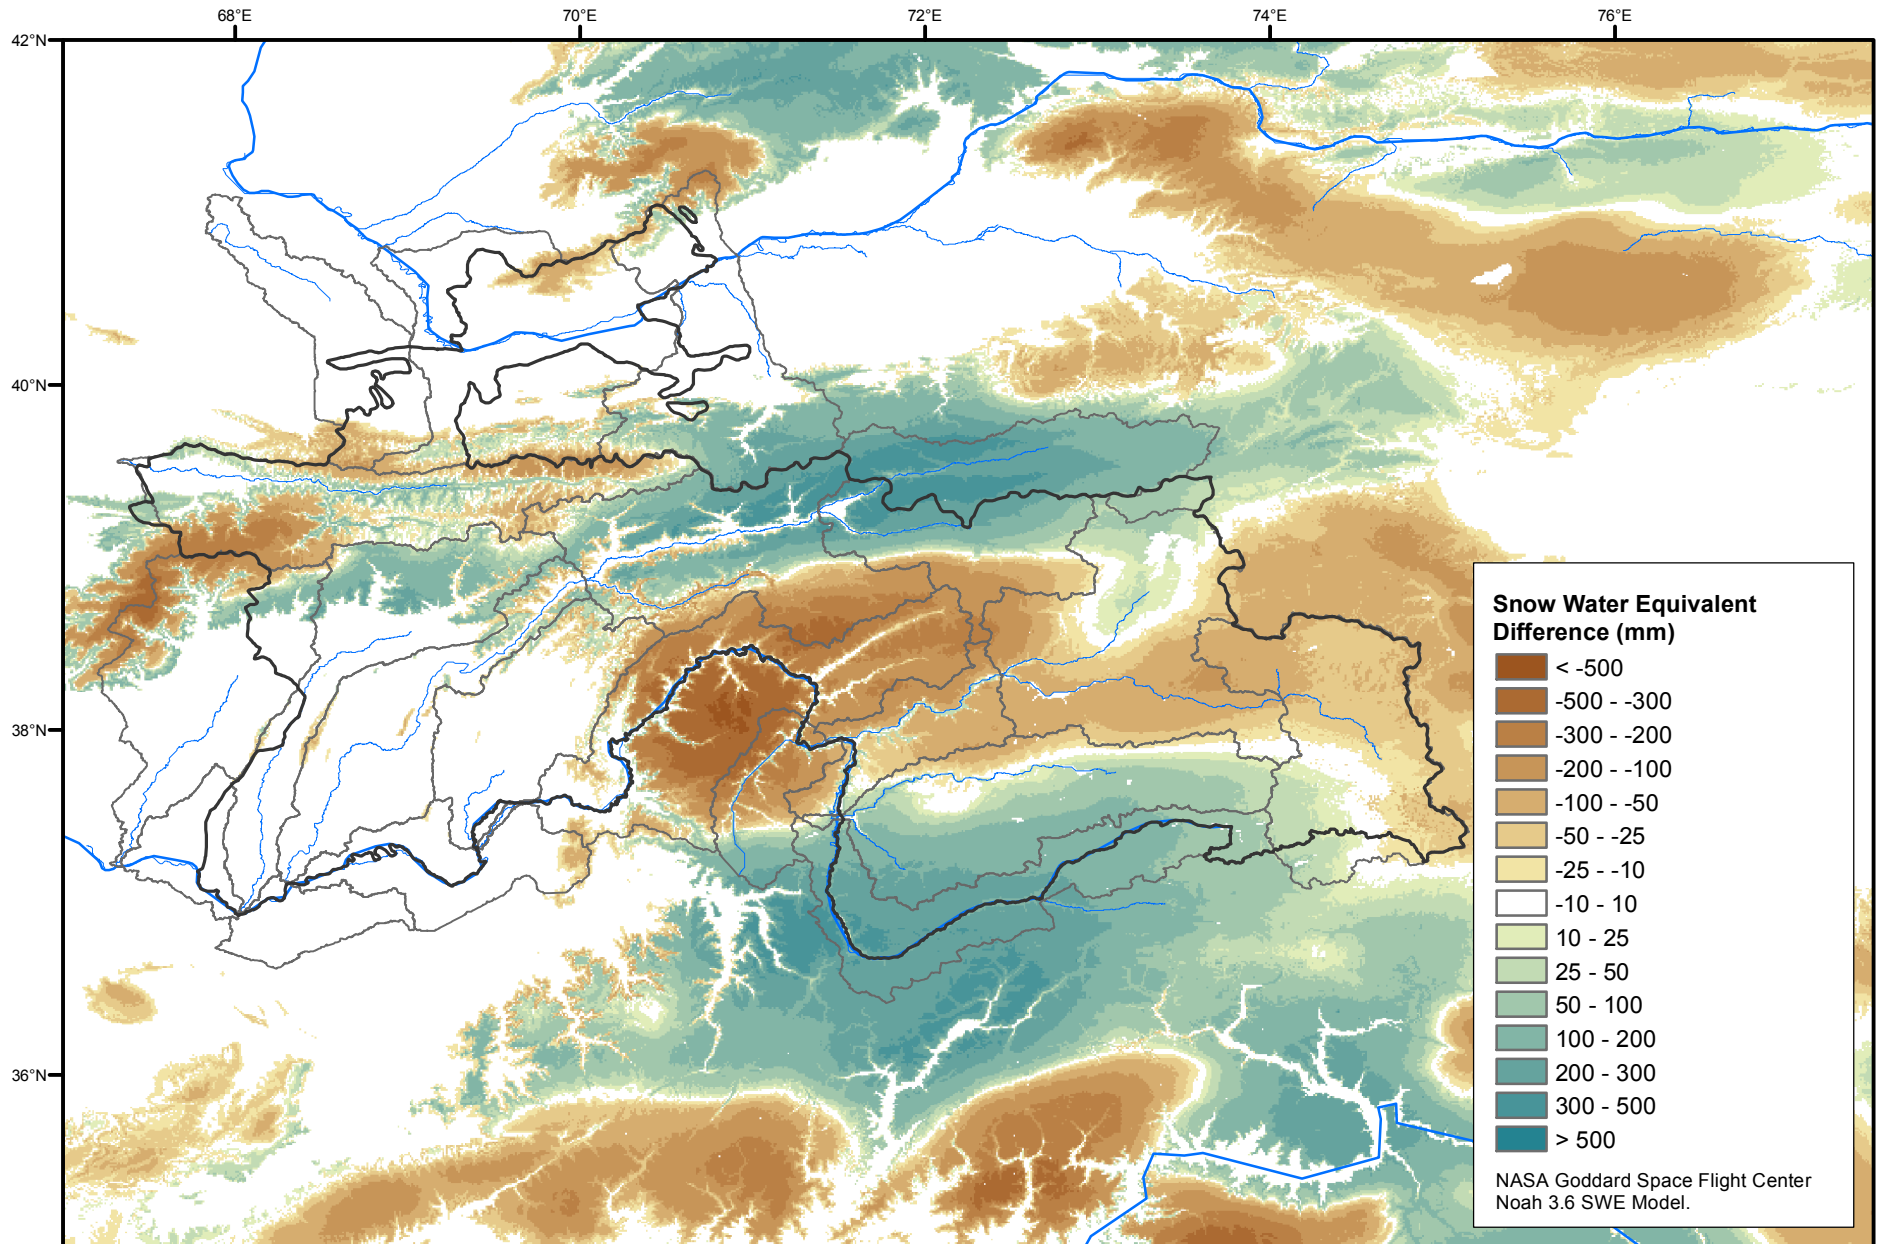 68°E 70°E 72°E 74°E 76°E
42°N
40°N
38°N
36°N
Snow Water Equivalent
Difference (mm)
< -500
-500 - -300
-300 - -200
-200 - -100
-100 - -50
-50 - -25
-25 - -10
-10 - 10
10 - 25
25 - 50
50 - 100
100 - 200
200 - 300
300 - 500
> 500
NASA Goddard Space Flight Center
Noah 3.6 SWE Model.